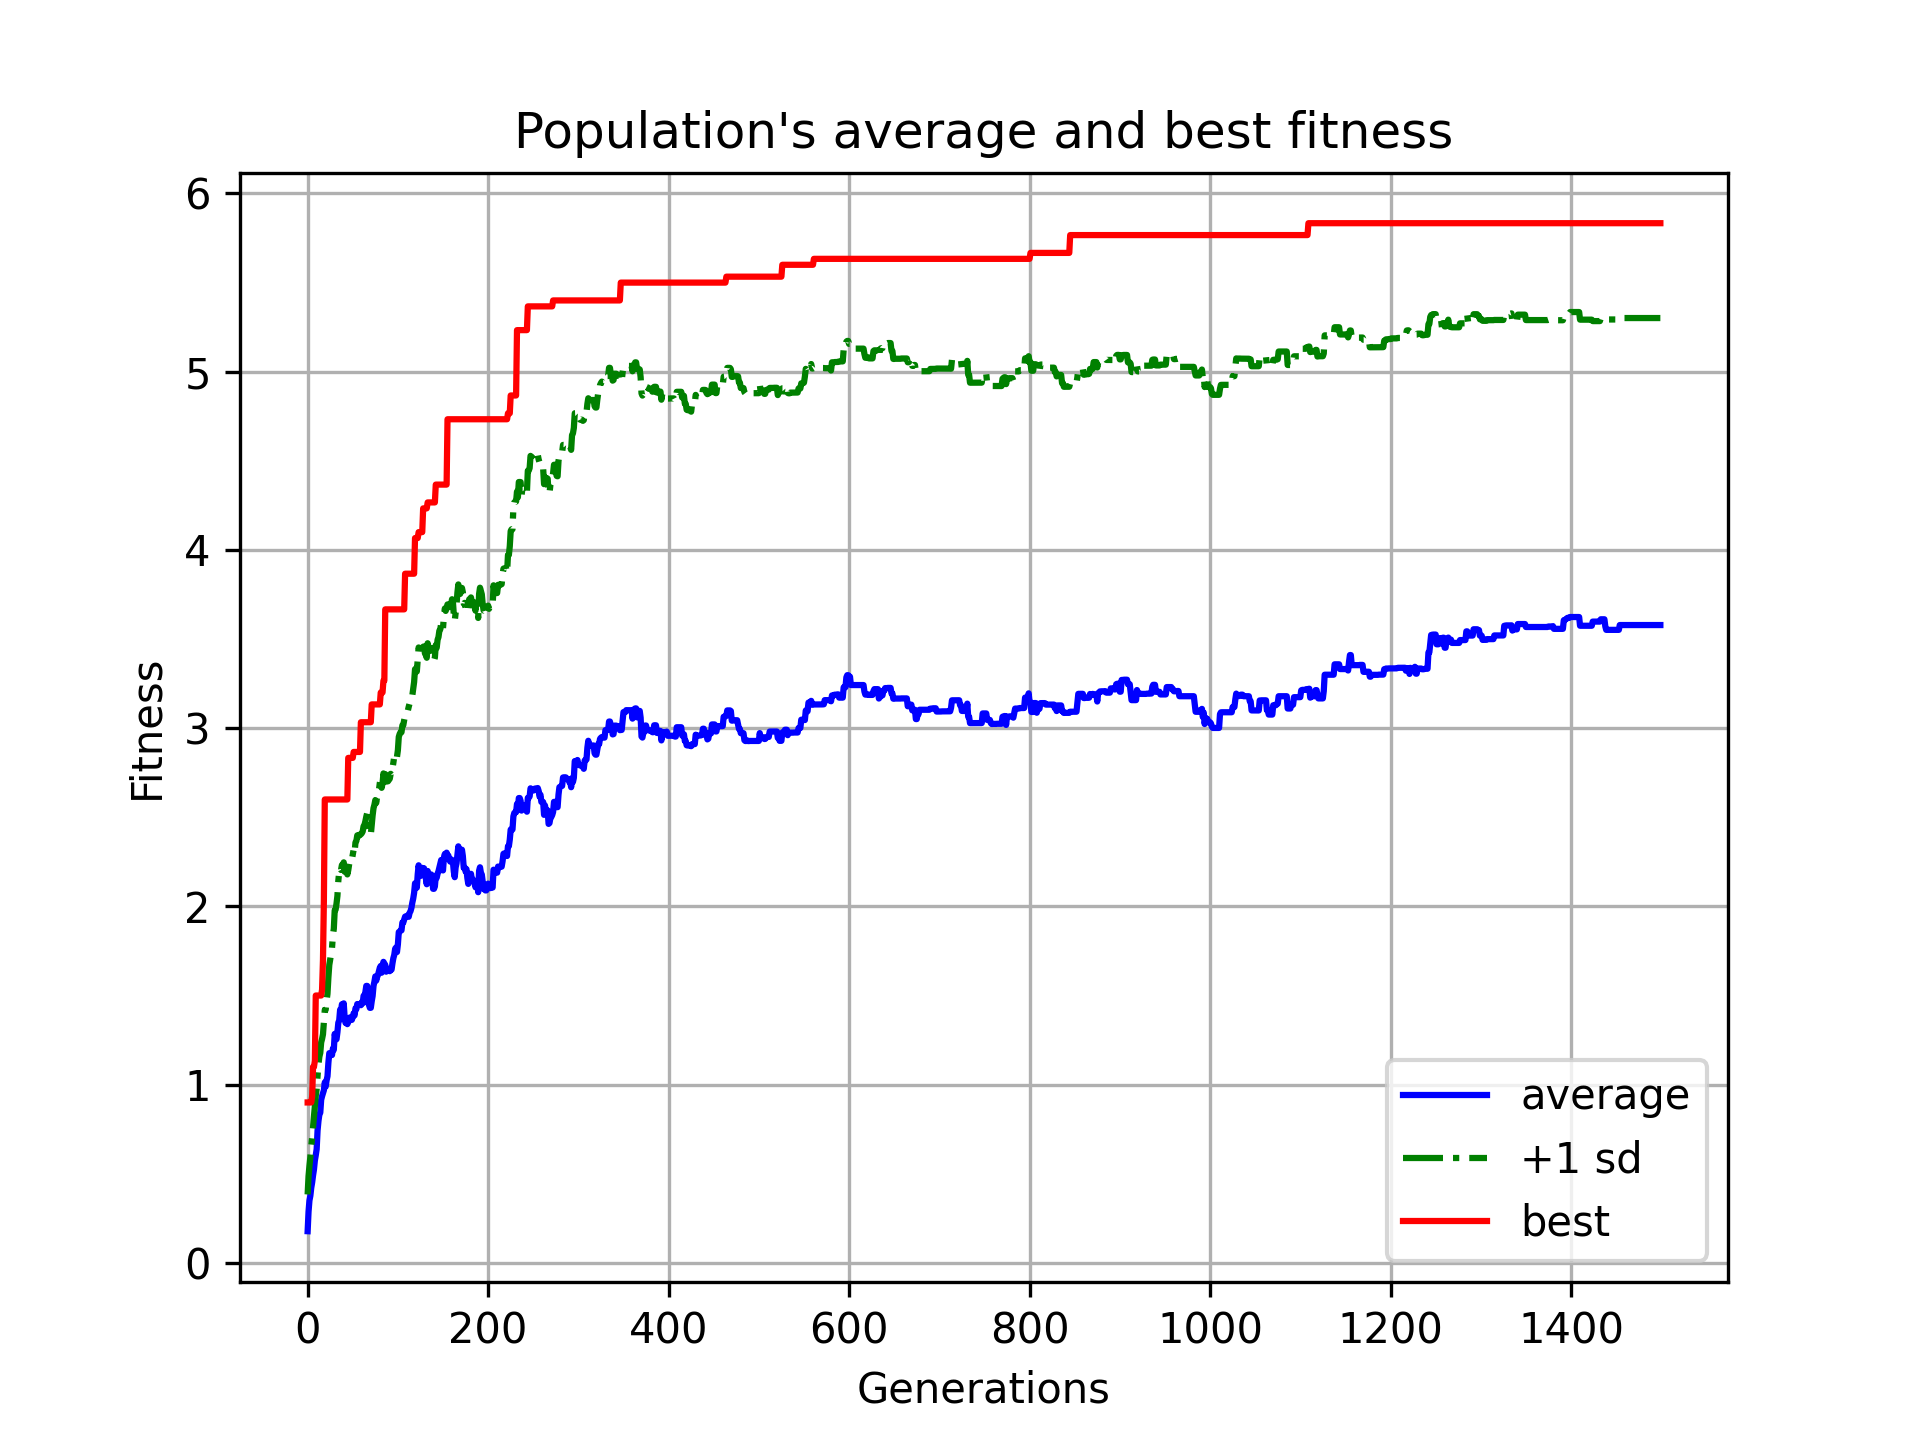 Population's average and best fitness
6
5
4
3
2
1
0
Fitness
0 200 400 600 800 1000 1200 1400
Generations
average
+1 sd
best